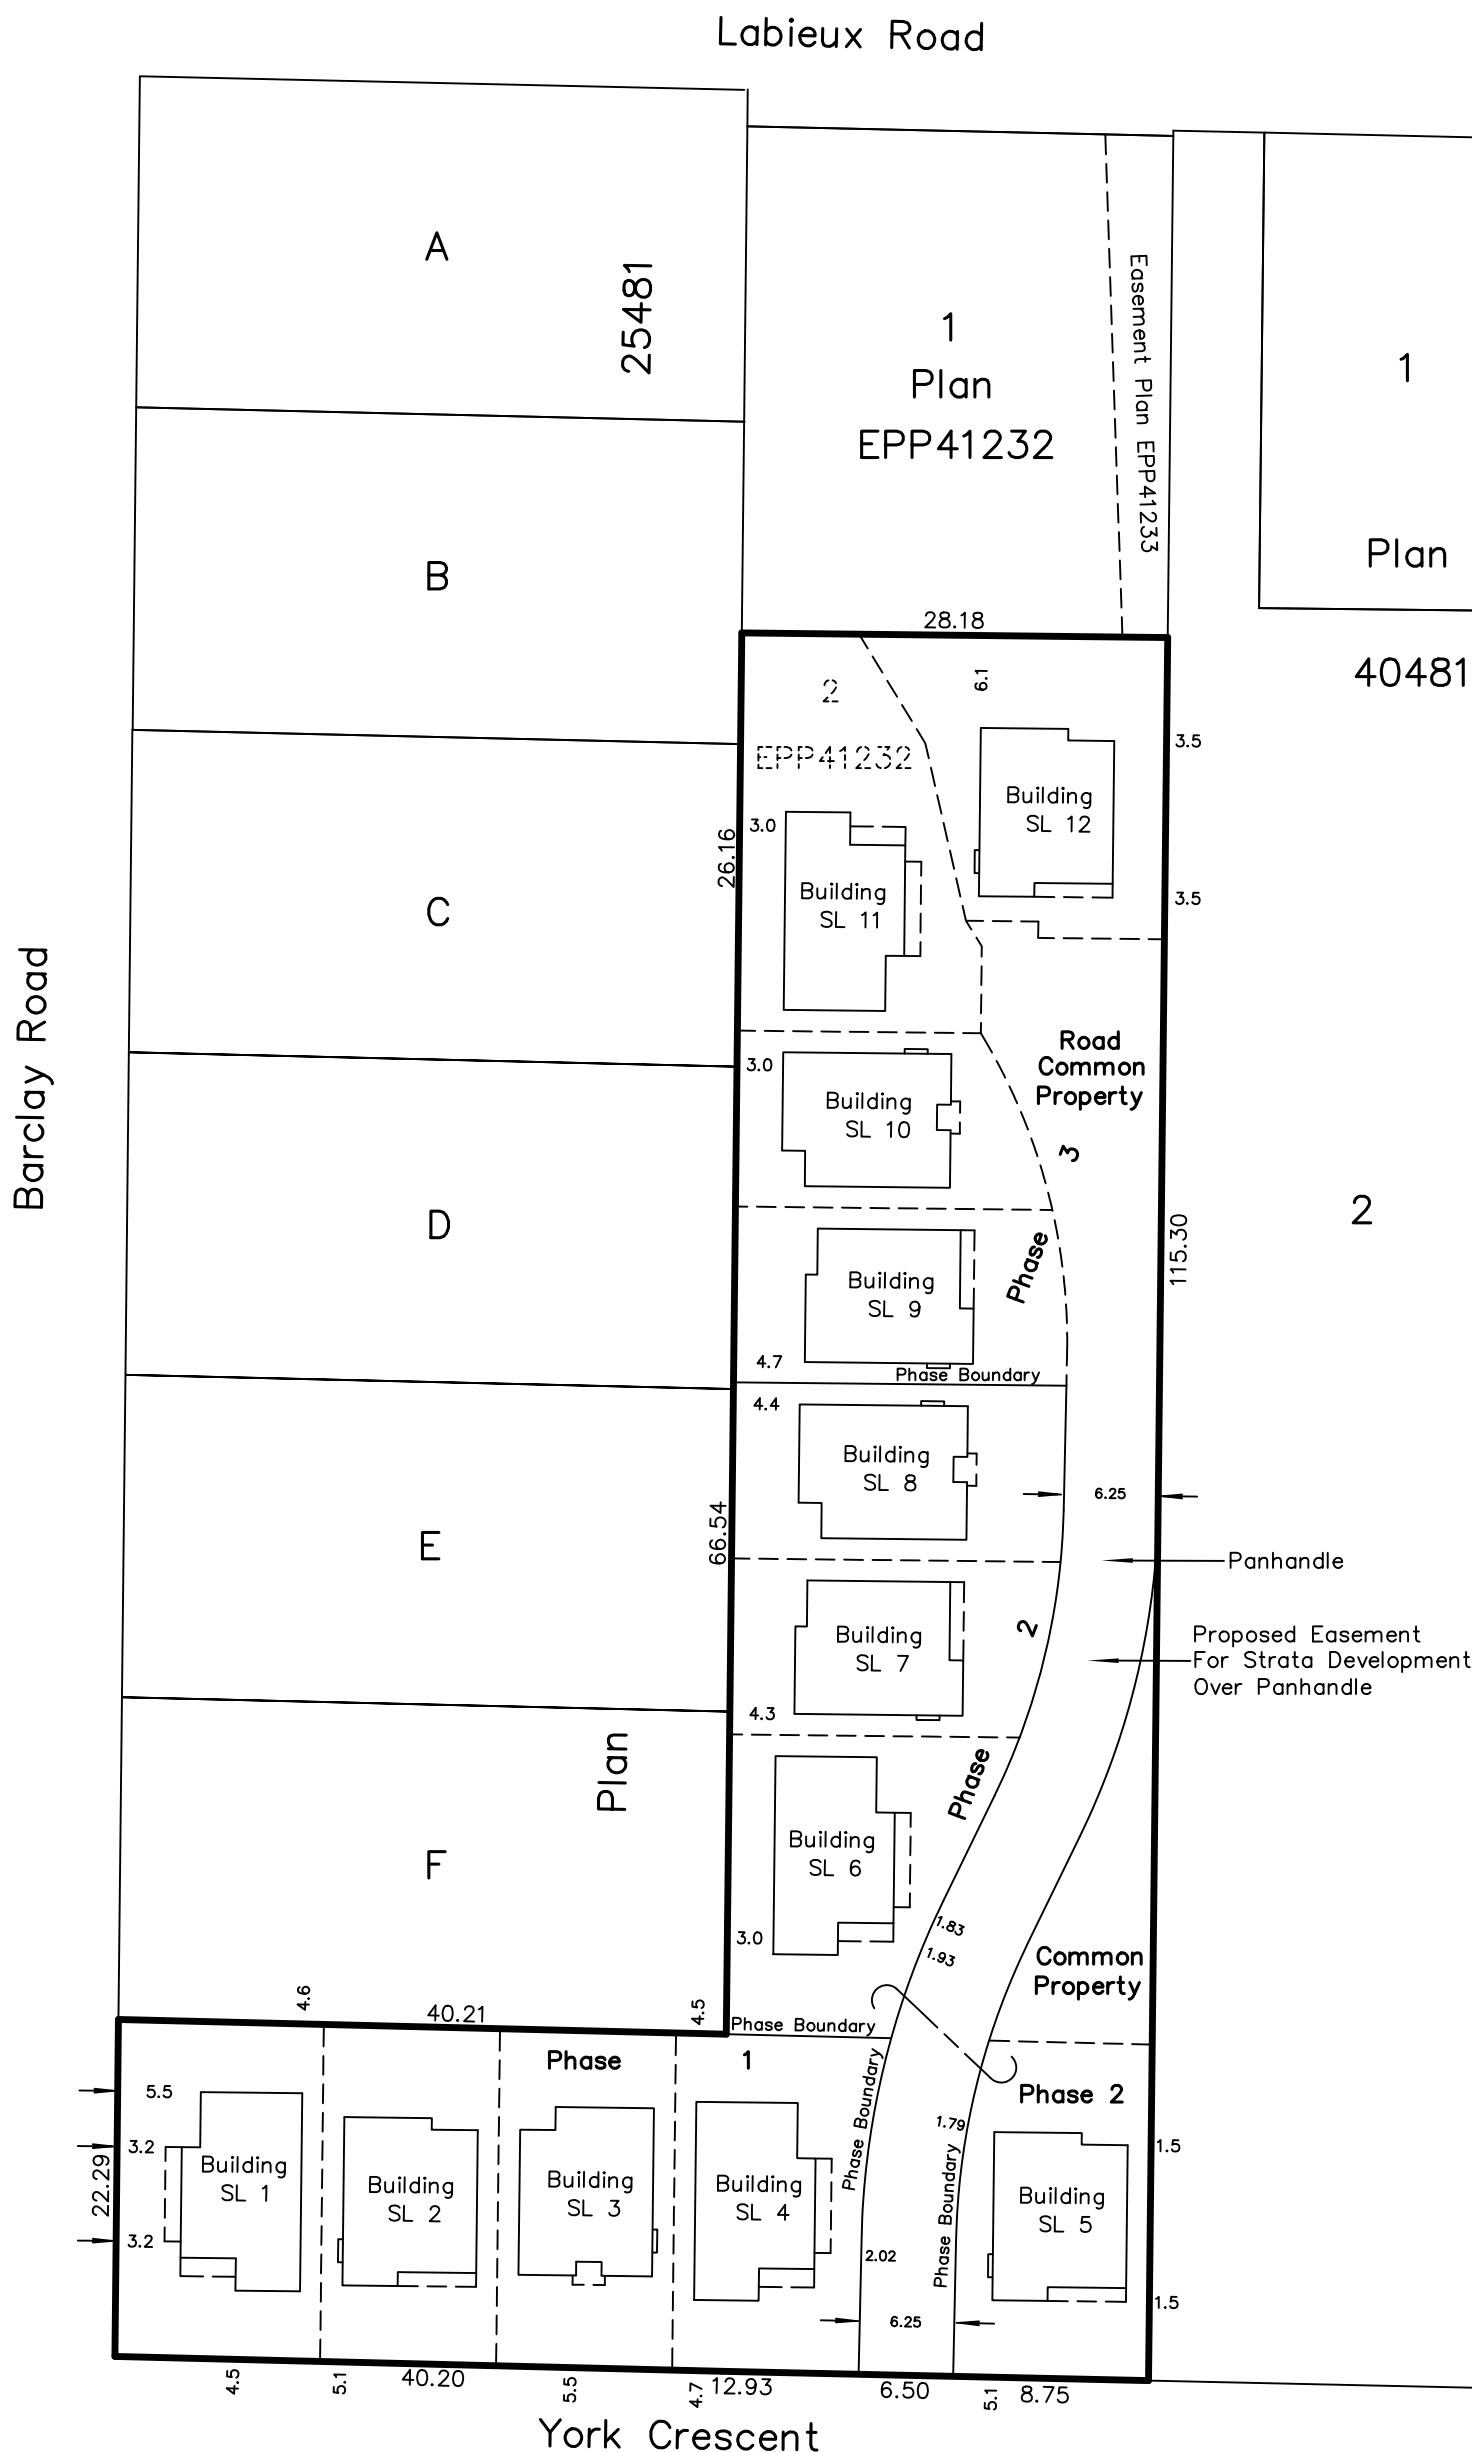 Labieux Road
A
25481
1
Plan
EPP41232
Easement Plan EPP41233
1
Plan
40481
B
28.18
2
EPP41232
6.1
3.5
Building
SL 12
3.5
3.0
26.16
Building
SL 11
C
Barclay Road
Road
Common
Property
3.0
Building
SL 10
3
Phase
D
Building
SL 9
115.30
2
4.7
Phase Boundary
4.4
Building
SL 8
6.25
66.54
E
Panhandle
Building
SL 7
2
Phase
Proposed Easement
For Strata Development
Over Panhandle
4.3
Plan
F
Building
SL 6
3.0
1.83
1.93
Common
Property
4.6
40.21
4.5
Phase Boundary
Phase
1
Phase Boundary
Phase 2
5.5
3.2
22.29
3.2
Building
SL 1
Building
SL 2
Building
SL 3
Building
SL 4
1.79
Phase Boundary
2.02
6.25
Building
SL 5
1.5
1.5
4.5
5.1
40.20
5.5
4.7
12.93
6.50
5.1
8.75
York Crescent